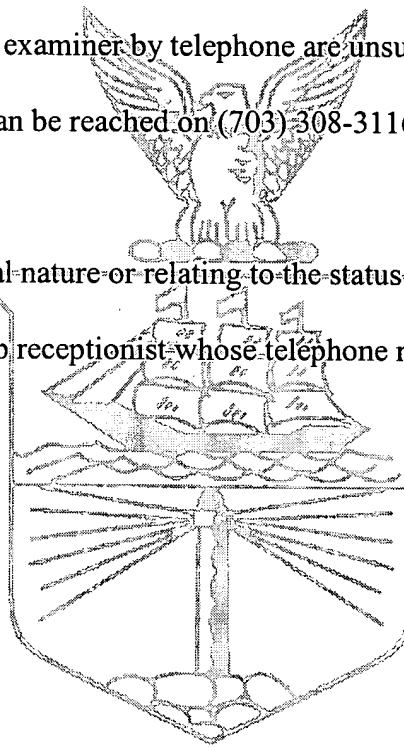 examiner by telephone are unsu
an be reached on (703) 308-3116
al nature or relating to the status
p receptionist whose telephone